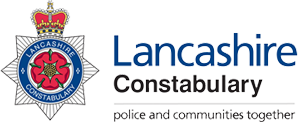 LANCASHIRE
CONSTABULARY
Lancashire
Constabulary
police and communities together